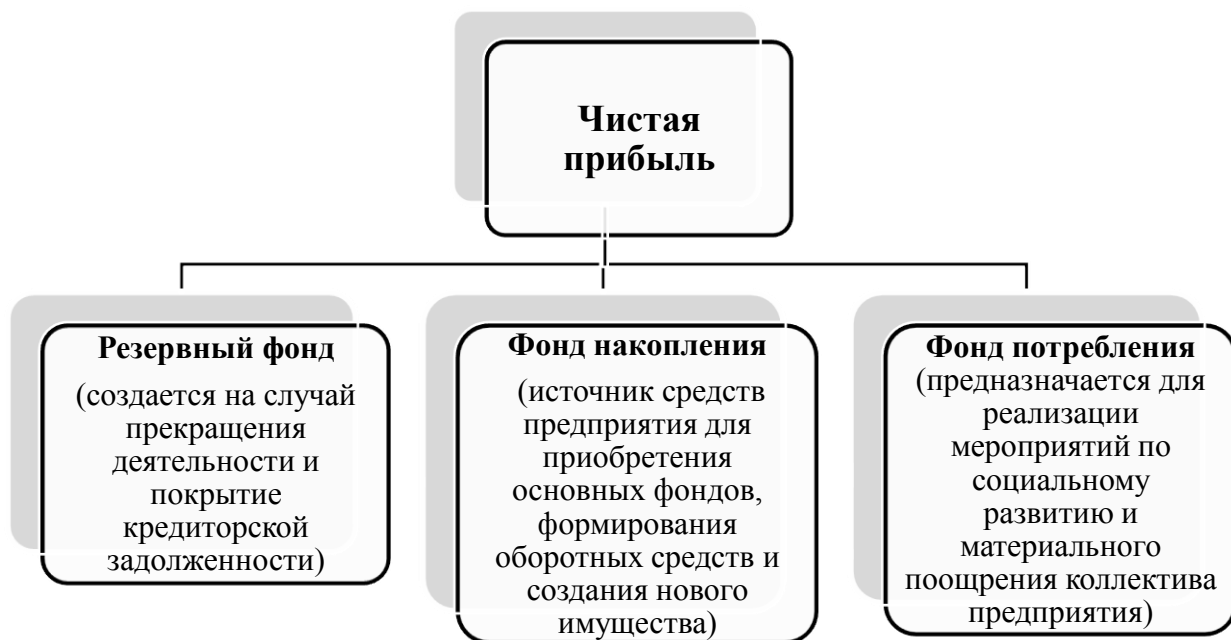 Чистая
прибыль
Резервный фонд
(создается на случай
прекращения
деятельности и
покрытие
кредиторской
задолженности)
Фонд накопления
(источник средств
предприятия для
приобретения
основных фондов,
формирования
оборотных средств и
создания нового
имущества)
Фонд потребления
(предназначается для
реализации
мероприятий по
социальному
развитию и
материального
поощрения коллектива
предприятия)